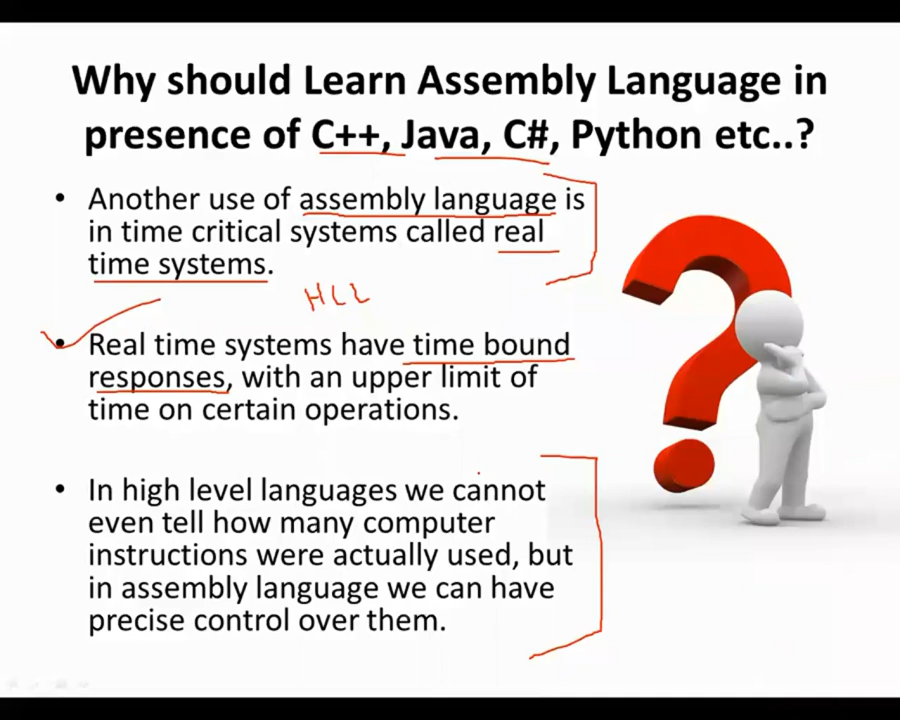 Why should Learn Assembly Language in
presence of C++, Java, C#, Python etc..?
• Another use of assembly language is
in time critical systems called real
time systems.
HLL
• Real time systems have time bound
responses, with an upper limit of
time on certain operations.
• In high level languages we cannot
even tell how many computer
instructions were actually used, but
in assembly language we can have
precise control over them.